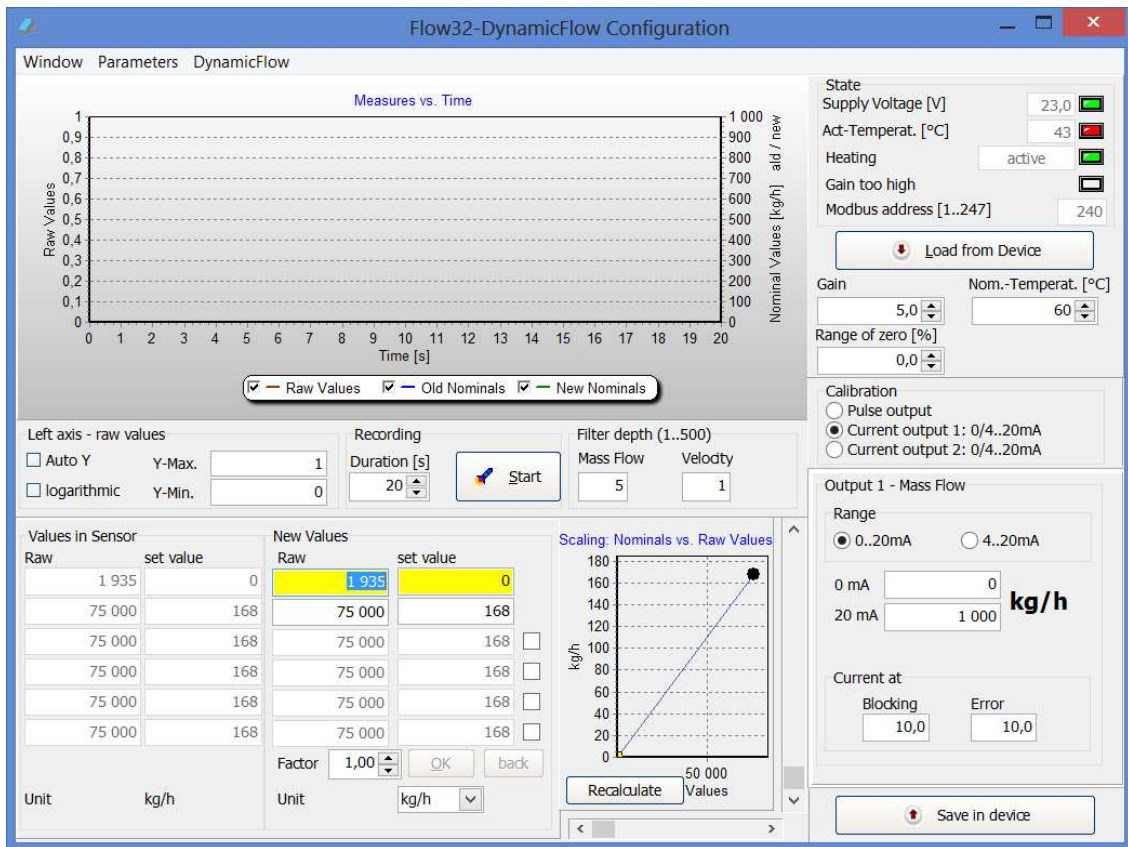 Flow32-DynamicFlow Configuration
Window Parameters DynamicFlow
Measures vs. Time
1
0,9
0,8
0,7
0,6
0,5
0,4
0,3
0,2
0,1
0
Raw Values
1 000
900
800
700
600
500
400
300
200
100
0
Nominal Values [kg/h] ald / new
0 1 2 3 4 5 6 7 8 9 10 11 12 13 14 15 16 17 18 19 20
Time [s]
Raw Values Old Nominals New Nominals
State
Supply Voltage [V] 23,0
Act-Temperat. [°C] 43
Heating active
Gain too high
Modbus address [1..247] 240
Load from Device
Gain Nom.-Temperat. [°C]
5,0 60
Range of zero [%]
0,0
Calibration
Pulse output
Current output 1: 0/4..20mA
Current output 2: 0/4..20mA
Left axis - raw values
Auto Y Y-Max. 1
logarithmic Y-Min. 0
Recording
Duration [s]
20
Start
Filter depth (1..500)
Mass Flow Velocity
5 1
Output 1 - Mass Flow
Range
0..20mA 4..20mA
0 mA 0
20 mA 1 000
kg/h
Current at
Blocking Error
10,0 10,0
Values in Sensor
Raw set value
1 935 0
75 000 168
75 000 168
75 000 168
75 000 168
75 000 168
Unit kg/h
New Values
Raw set value
1 935 0
75 000 168
75 000 168
75 000 168
75 000 168
75 000 168
Factor 1,00 OK back
Unit kg/h
Scaling: Nominals vs. Raw Values
180
160
140
120
100
80
60
40
20
0
kg/h
50 000
Recalculate Values
Save in device